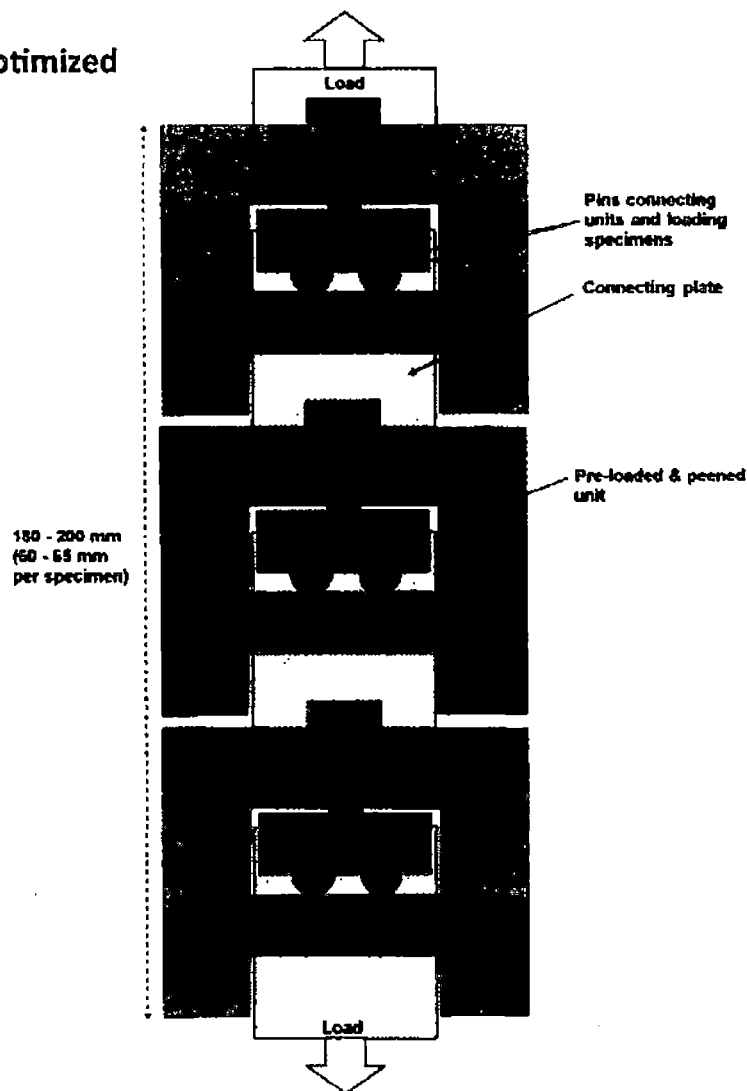 otimized
Load
Pins connecting
units and loading
specimens
Connecting plate
Pre-loaded & peened
unit
180 - 200 mm
(60 - 65 mm
per specimen)
Load